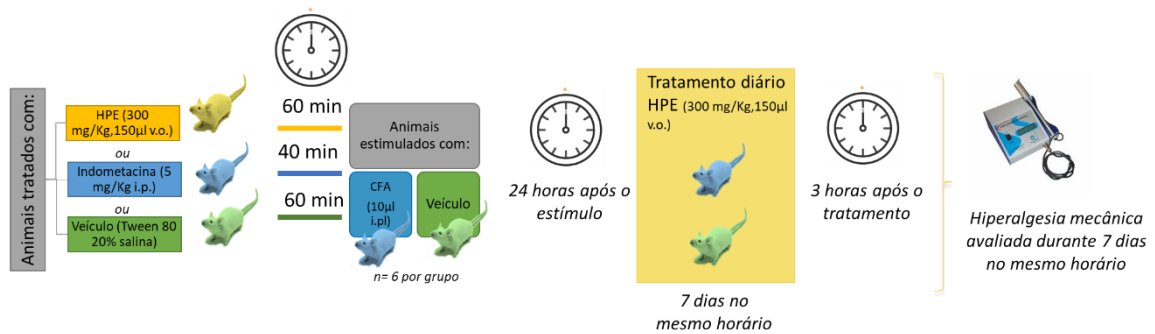 Animais tratados com:
HPE (300
mg/Kg,150µl v.o.)
ou
Indometacina (5
mg/Kg i.p.)
ou
Veículo (Tween 80
20% salina)
60 min
40 min
60 min
Animais
estimulados com:
CFA
(10µl
i.pl)
Veículo
n= 6 por grupo
24 horas após o
estímulo
Tratamento diário
HPE (300 mg/Kg,150µl
v.o.)
7 dias no
mesmo horário
3 horas após o
tratamento
Hiperalgesia mecânica
avaliada durante 7 dias
no mesmo horário